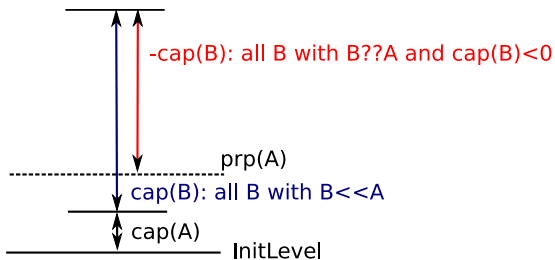 -cap(B): all B with B??A and cap(B)<0
prp(A)
cap(B): all B with B<<A
cap(A)
InitLevel